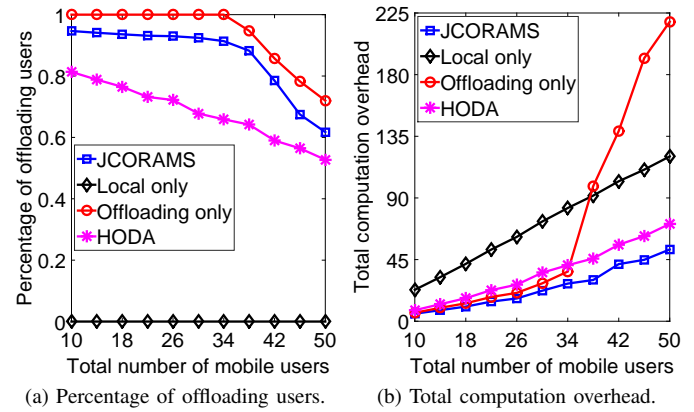 Percentage of offloading users
1
0.8
0.6
0.4
0.2
0
JCORAMS
Local only
Offloading only
HODA
10 18 26 34 42 50
Total number of mobile users
(a) Percentage of offloading users.
Total computation overhead
225
180
135
90
45
0
JCORAMS
Local only
Offloading only
HODA
10 18 26 34 42 50
Total number of mobile users
(b) Total computation overhead.